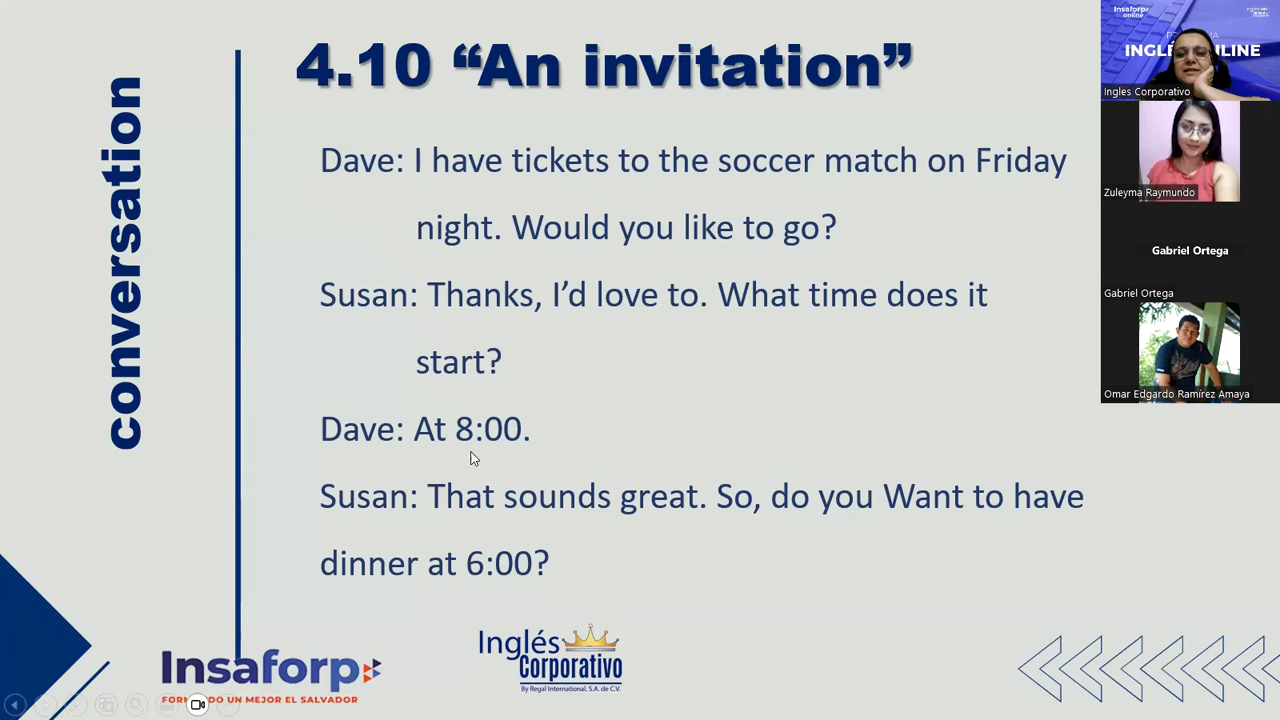 4.10 “An invitation”
conversation
Dave: I have tickets to the soccer match on Friday
night. Would you like to go?
Susan: Thanks, I’d love to. What time does it
start?
Dave: At 8:00.
Susan: That sounds great. So, do you Want to have
dinner at 6:00?
Insaforp
Inglés
Corporativo
By Regal International, S.A. de C.V.
Insaforp
online
Ingles Corporativo
Zuleyma Raymundo
Gabriel Ortega
Gabriel Ortega
Omar Edgardo Ramírez Amaya